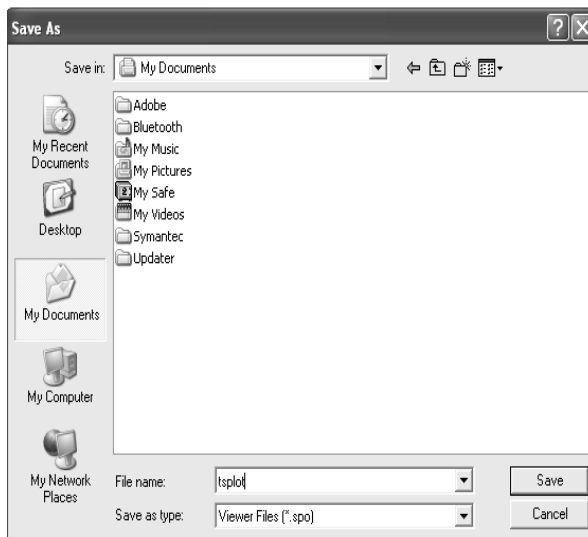 Save As
Save in: My Documents
My Recent
Documents
Desktop
My Documents
My Computer
My Network
Places
Adobe
Bluetooth
My Music
My Pictures
My Safe
My Videos
Symantec
Updater
File name: tsplot
Save
Save as type: Viewer Files (*.spo)
Cancel